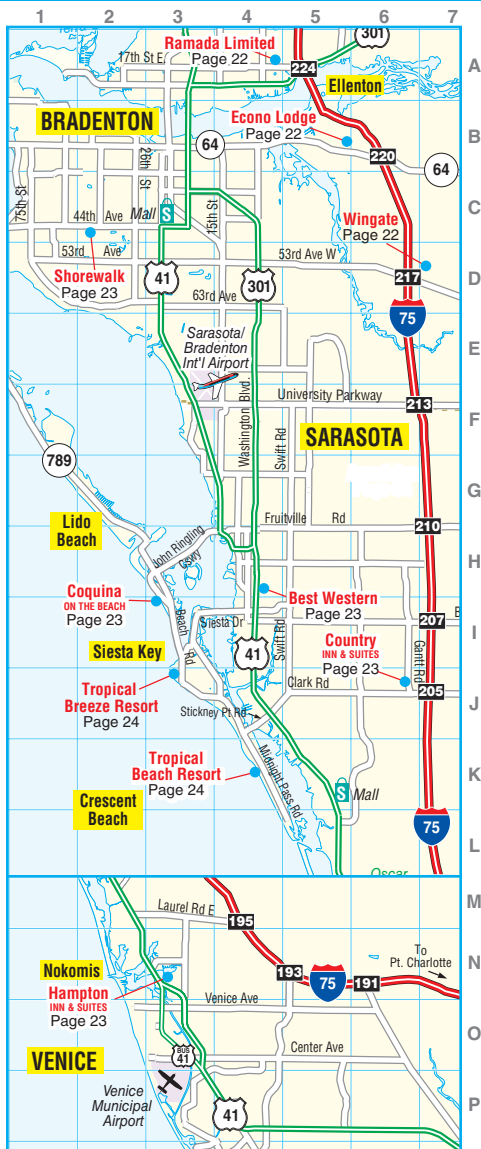 1 2 3 4 5 6 7
A
B
C
D
E
F
G
H
I
J
K
L
M
N
O
P
301
Ramada Limited
Page 22
17th St E
224
Ellenton
BRADENTON
Econo Lodge
Page 22
64
220
64
75th St
26th St
15th St
Mall
S
44th Ave
Wingate
Page 22
53rd Ave
53rd Ave W
Shorewalk
Page 23
41
301
217
63rd Ave
75
Sarasota/
Bradenton
Int'l Airport
University Parkway
213
Washington Blvd.
Swift Rd
SARASOTA
789
Lido
Beach
Fruitville Rd
210
John Ringling
Cswy
Coquina
ON THE BEACH
Page 23
Best Western
Page 23
Beach Rd
Siesta Dr
207
Siesta Key
41
Swift Rd
Country
INN & SUITES
Page 23
Gantt Rd
Tropical
Breeze Resort
Page 24
Clark Rd
205
Stickney Pt Rd
Tropical
Beach Resort
Page 24
Midnight Pass Rd
S
Mall
Crescent
Beach
75
Oscar
Laurel Rd E
195
To
Pt. Charlotte
Nokomis
193
75
191
Hampton
INN & SUITES
Page 23
Venice Ave
VENICE
BUS
41
Center Ave
Venice
Municipal
Airport
41